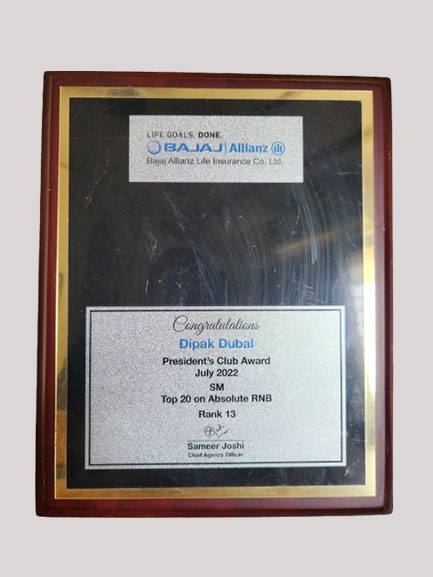 LIFE GOALS. DONE.
BAJAJ | Allianz
Bajaj Allianz Life Insurance Co. Ltd.
Congratulations
Dipak Dubal
President's Club Award
July 2022
SM
Top 20 on Absolute RNB
Rank 13
Sameer Joshi
Chief Agency Officer